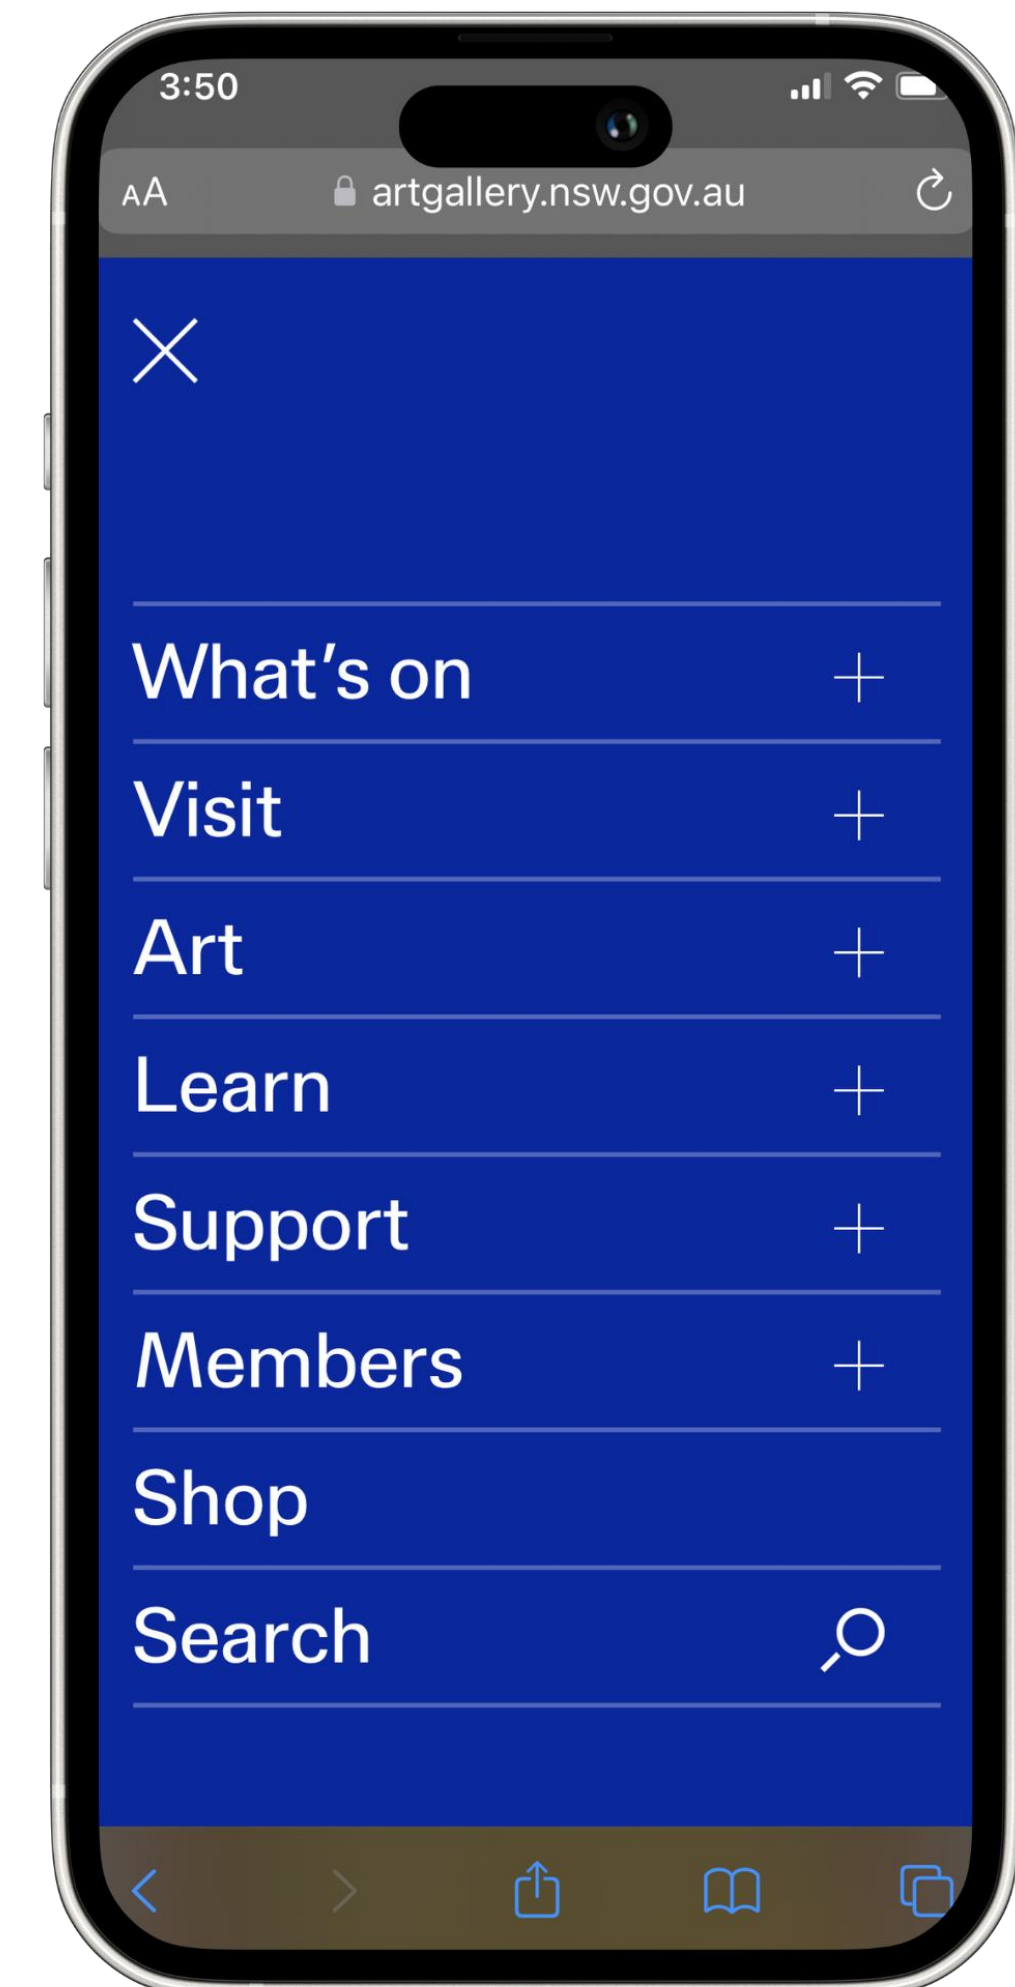 3:50
AA artgallery.nsw.gov.au
What’s on
Visit
Art
Learn
Support
Members
Shop
Search